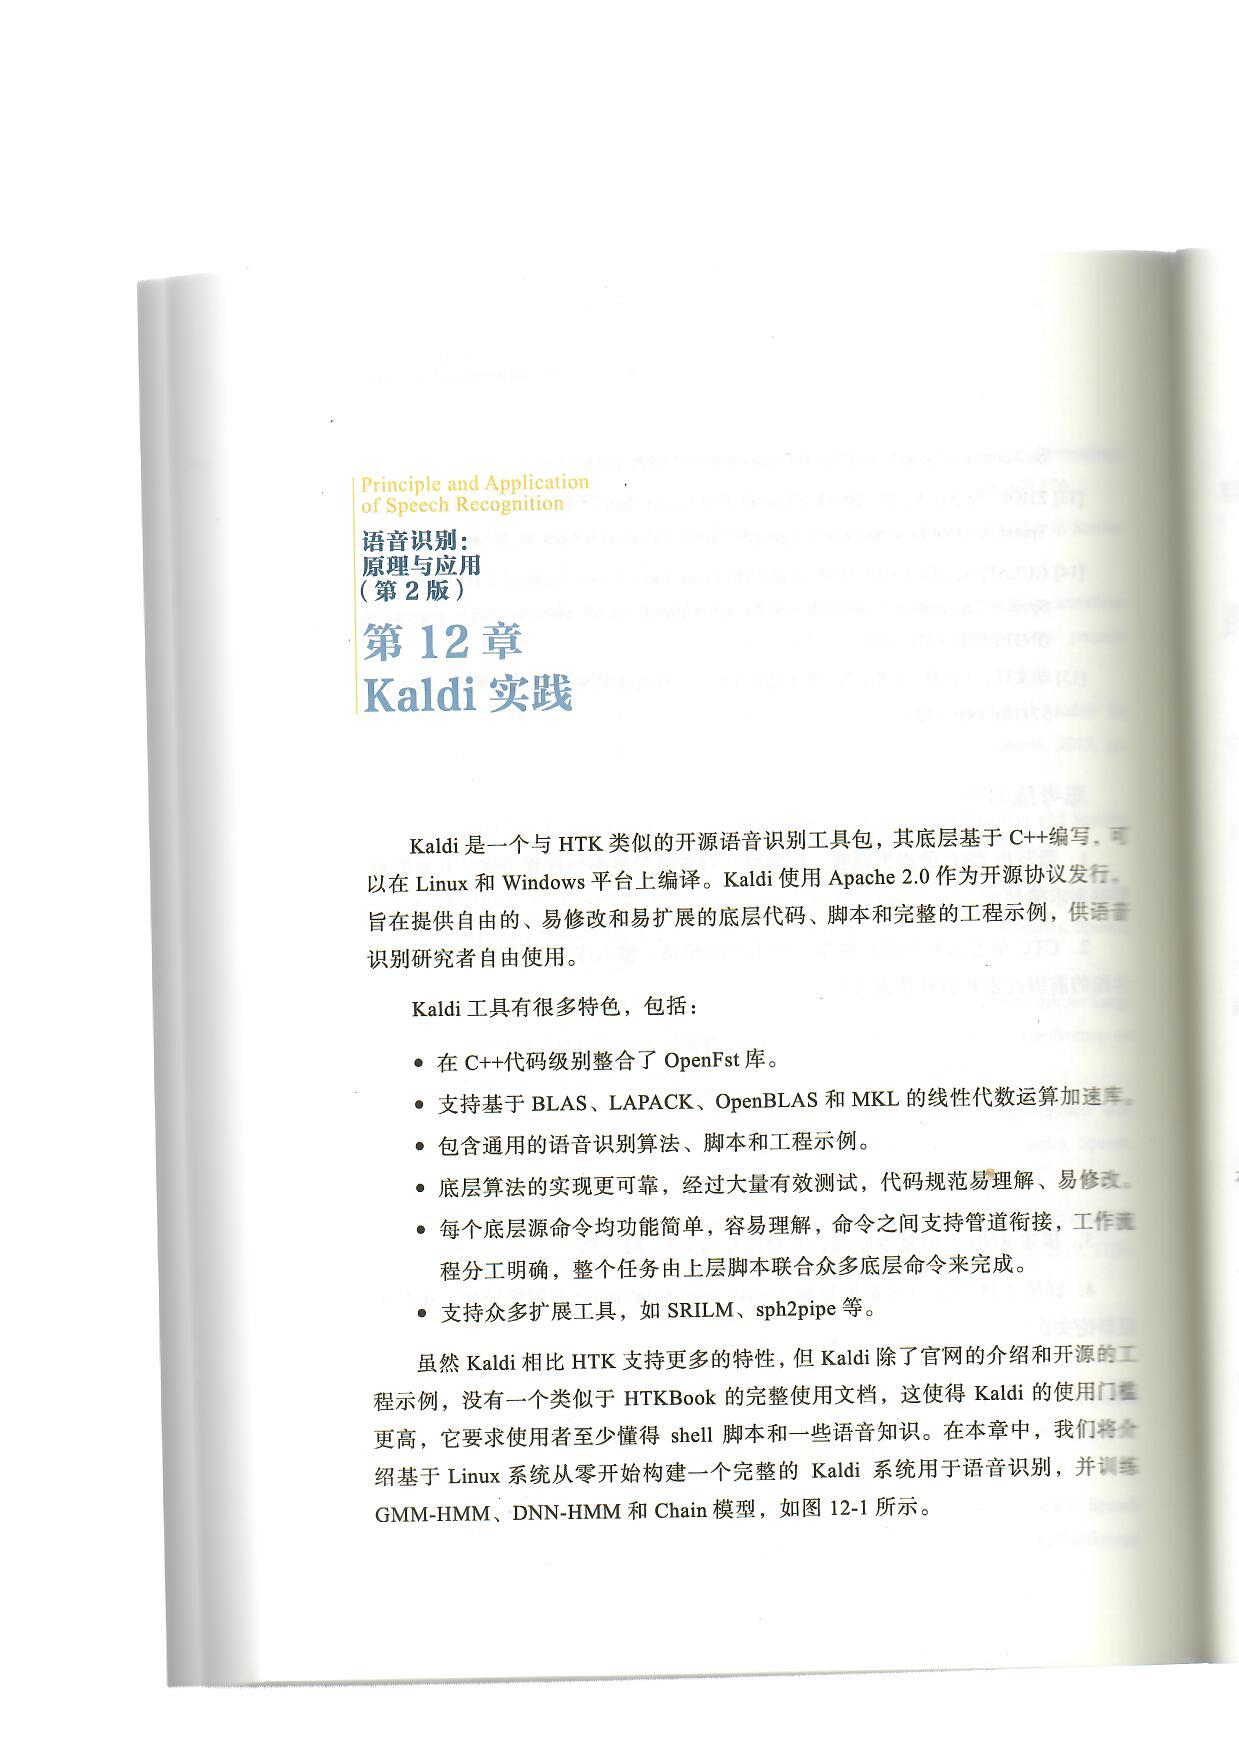 Principle and Application
of Speech Recognition
语音识别：
原理与应用
（第 2 版）
第 12 章
Kaldi 实践
Kaldi 是一个与 HTK 类似的开源语音识别工具包，其底层基于 C++编写，可
以在 Linux 和 Windows 平台上编译。Kaldi 使用 Apache 2.0 作为开源协议发行，
旨在提供自由的、易修改和易扩展的底层代码、脚本和完整的工程示例，供语音
识别研究者自由使用。
Kaldi 工具有很多特色，包括：
● 在 C++代码级别整合了 OpenFst 库。
● 支持基于 BLAS、LAPACK、OpenBLAS 和 MKL 的线性代数运算加速库。
● 包含通用的语音识别算法、脚本和工程示例。
● 底层算法的实现更可靠，经过大量有效测试，代码规范易理解、易修改。
● 每个底层源命令均功能简单，容易理解，命令之间支持管道衔接，工作流
程分工明确，整个任务由上层脚本联合众多底层命令来完成。
● 支持众多扩展工具，如 SRILM、sph2pipe 等。
虽然 Kaldi 相比 HTK 支持更多的特性，但 Kaldi 除了官网的介绍和开源的工
程示例，没有一个类似于 HTKBook 的完整使用文档，这使得 Kaldi 的使用门槛
更高，它要求使用者至少懂得 shell 脚本和一些语音知识。在本章中，我们将介
绍基于 Linux 系统从零开始构建一个完整的 Kaldi 系统用于语音识别，并训练
GMM-HMM、DNN-HMM 和 Chain 模型，如图 12-1 所示。